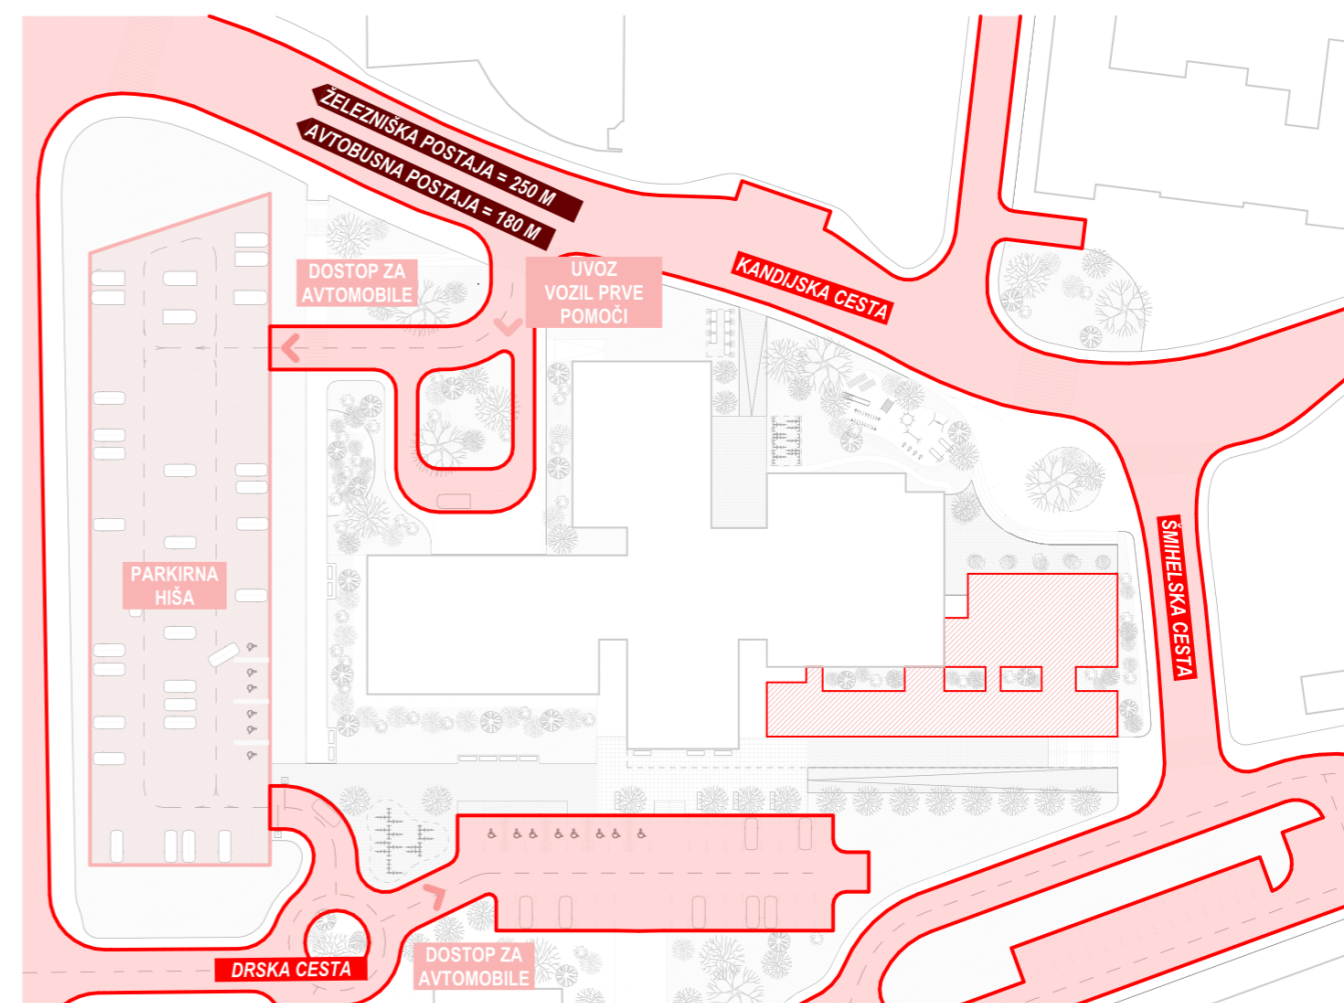 ŽELEZNIŠKA POSTAJA = 250 M
AVTOBUSNA POSTAJA = 180 M
DOSTOP ZA
AVTOMOBILE
UVOZ
VOZIL PRVE
POMOČI
KANDIJSKA CESTA
PARKIRNA
HIŠA
ŠMIHELSKA CESTA
DRSKA CESTA
DOSTOP ZA
AVTOMOBILE